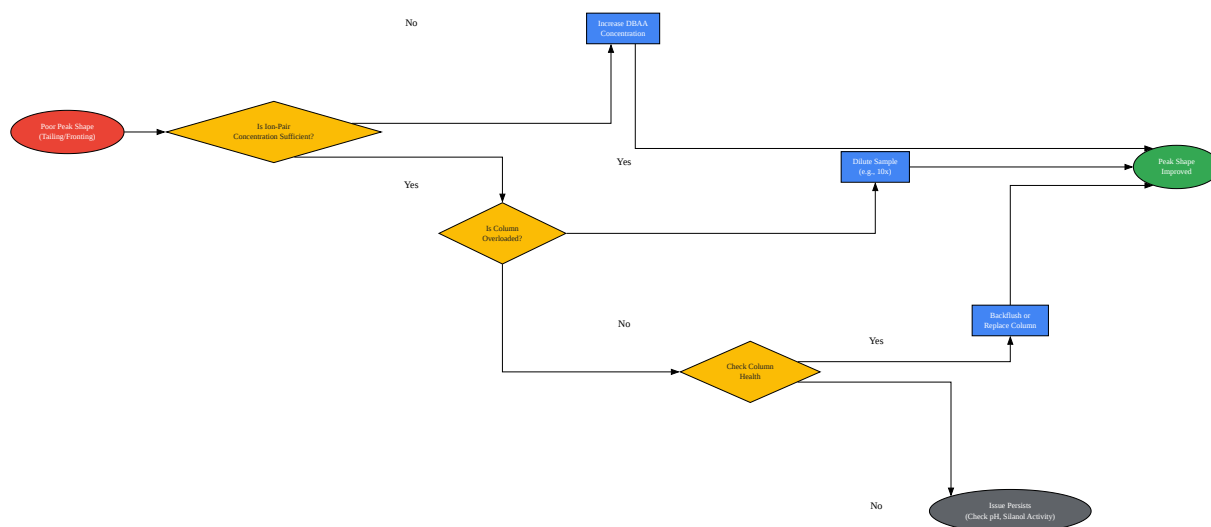 No
Increase DBAA
Concentration
Poor Peak Shape
(Tailing/Fronting)
Is Ion-Pair
Concentration Sufficient?
Yes
Yes
Dilute Sample
(e.g., 10x)
Peak Shape
Improved
Is Column
Overloaded?
No
Backflush or
Replace Column
Yes
Check Column
Health
No
Issue Persists
(Check pH, Silanol Activity)